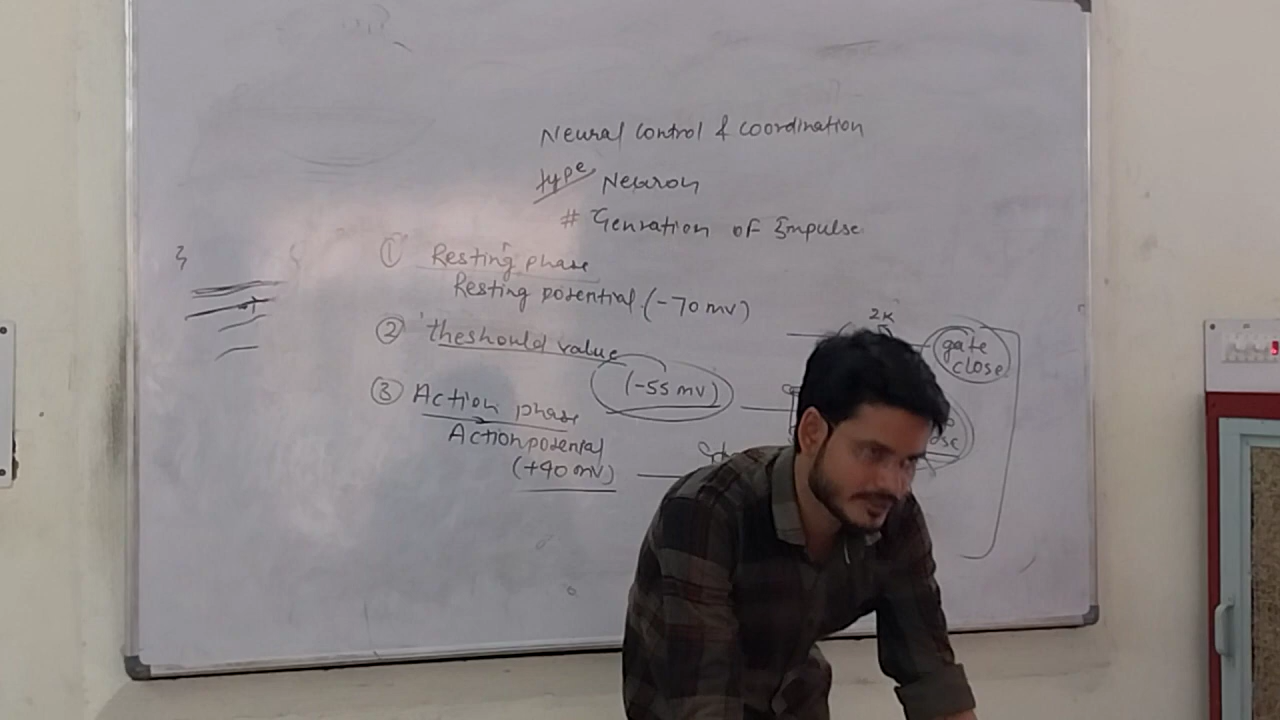 Neural control & coordination
type Neuron
# Genration of Impulse
① Resting phase
Resting potential (-70 mv)
② theshould value
(-55 mv)
③ Action phase
Action potential
(+40 mv)
2K
gate
close